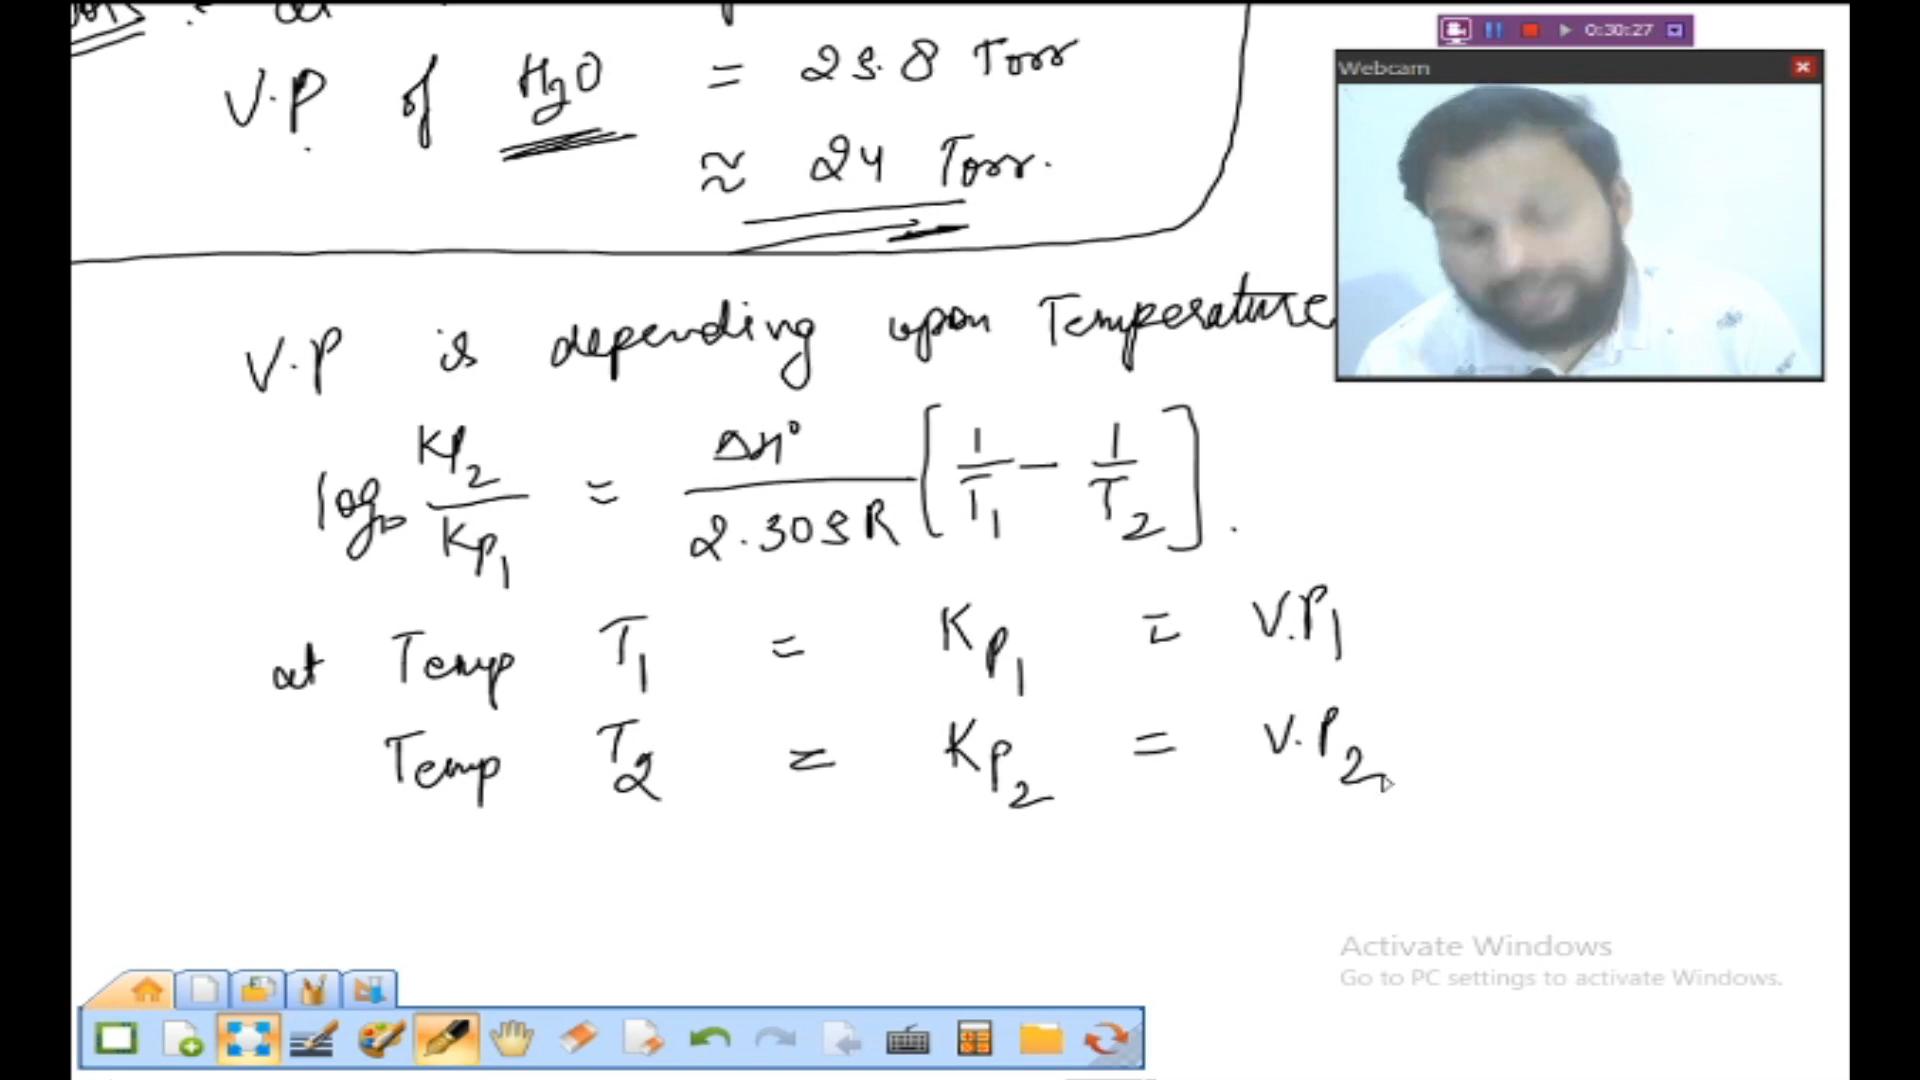 0:30:27
Webcam
V.P of H2O = 23.8 Torr
≈ 24 Torr.
V.P is depending upon Temperature
log10 Kp2/Kp1 = ΔH°/2.303R [1/T1 - 1/T2].
at Temp T1 = Kp1 = V.P1
Temp T2 = Kp2 = V.P2
Activate Windows
Go to PC settings to activate Windows.